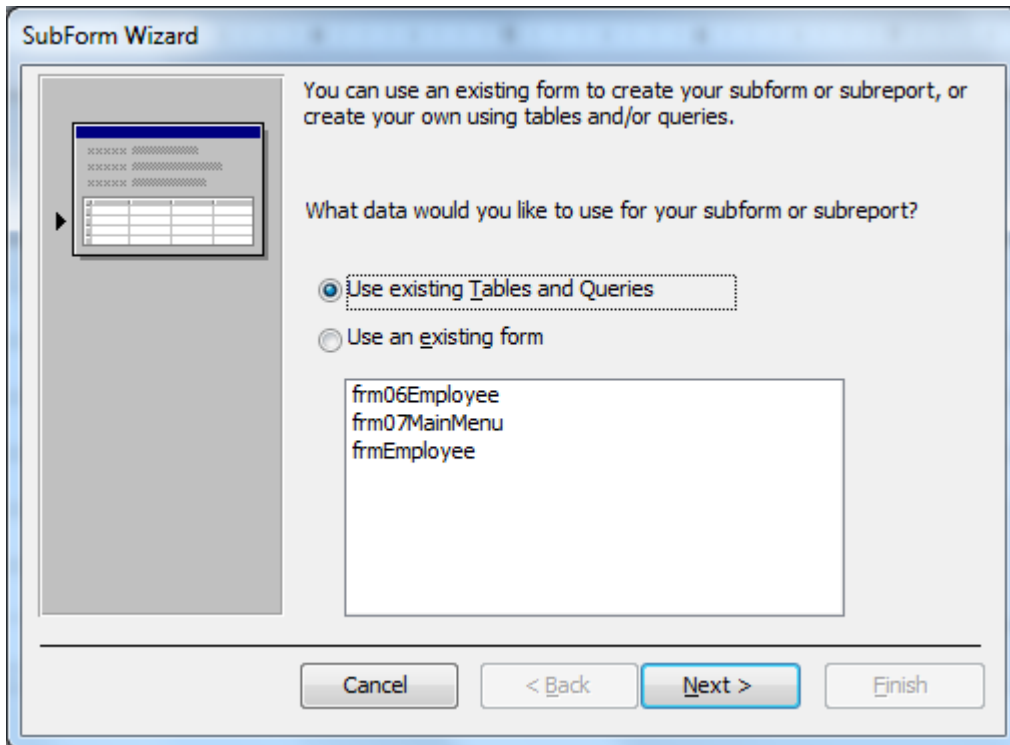 SubForm Wizard
You can use an existing form to create your subform or subreport, or
create your own using tables and/or queries.
What data would you like to use for your subform or subreport?
Use existing Tables and Queries
Use an existing form
frm06Employee
frm07MainMenu
frmEmployee
Cancel
< Back
Next >
Finish